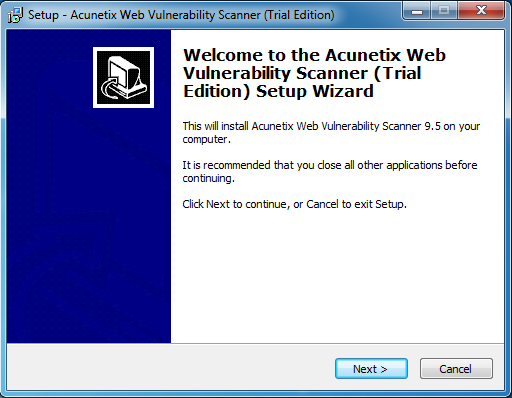 Setup - Acunetix Web Vulnerability Scanner (Trial Edition)
Welcome to the Acunetix Web
Vulnerability Scanner (Trial
Edition) Setup Wizard
This will install Acunetix Web Vulnerability Scanner 9.5 on your
computer.
It is recommended that you close all other applications before
continuing.
Click Next to continue, or Cancel to exit Setup.
Next >
Cancel